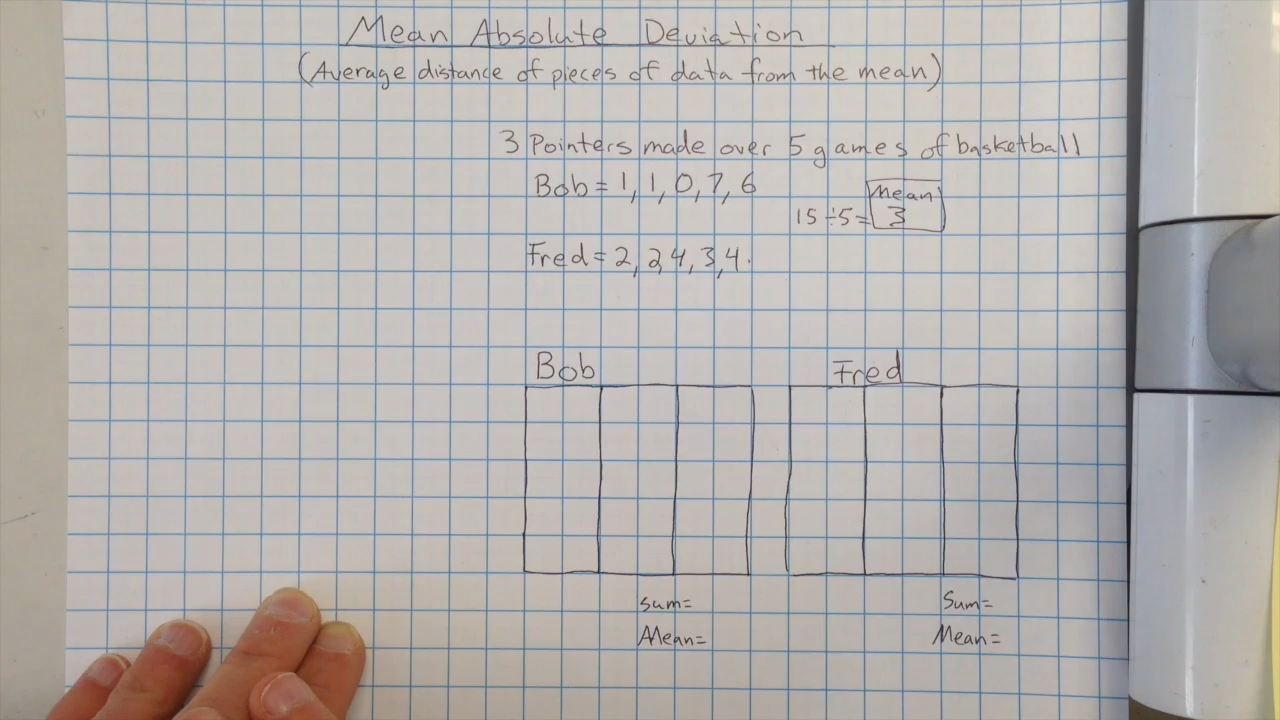 Mean Absolute Deviation
(Average distance of pieces of data from the mean)
3 Pointers made over 5 games of basketball
Bob = 1, 1, 0, 7, 6
Mean
15 ÷ 5 = 3
Fred = 2, 2, 4, 3, 4.
Bob
Fred
sum=
Sum=
Mean=
Mean=